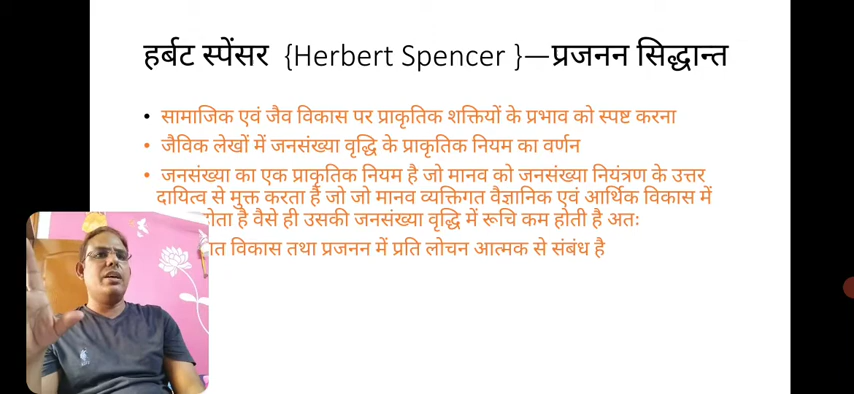 हर्बट स्पेंसर {Herbert Spencer }—प्रजनन सिद्धान्त
• सामाजिक एवं जैव विकास पर प्राकृतिक शक्तियों के प्रभाव को स्पष्ट करना
• जैविक लेखों में जनसंख्या वृद्धि के प्राकृतिक नियम का वर्णन
• जनसंख्या का एक प्राकृतिक नियम है जो मानव को जनसंख्या नियंत्रण के उत्तर
दायित्व से मुक्त करता है जो जो मानव व्यक्तिगत वैज्ञानिक एवं आर्थिक विकास में
है वैसे ही उसकी जनसंख्या वृद्धि में रूचि कम होती है अतः
विकास तथा प्रजनन में प्रति लोचन आत्मक से संबंध है